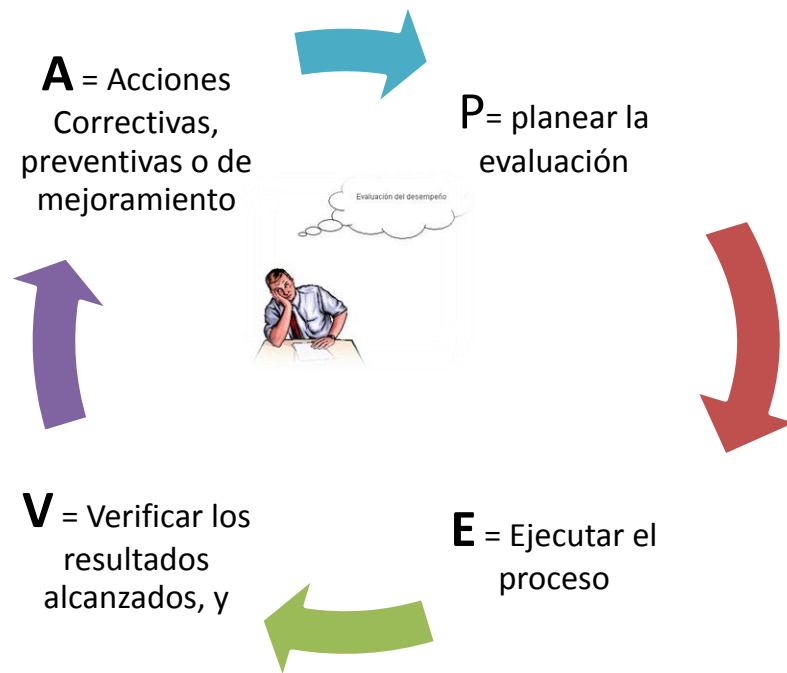 A = Acciones
Correctivas,
preventivas o de
mejoramiento
P= planear la
evaluación
Evaluación del desempeño
V = Verificar los
resultados
alcanzados, y
E = Ejecutar el
proceso